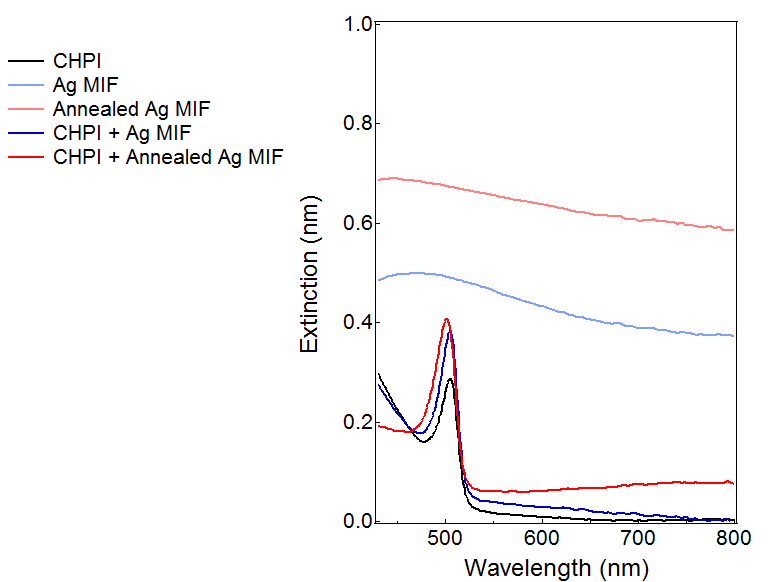 CHPI
Ag MIF
Annealed Ag MIF
CHPI + Ag MIF
CHPI + Annealed Ag MIF
1.0
0.8
0.6
0.4
0.2
0.0
Extinction (nm)
500
600
700
800
Wavelength (nm)